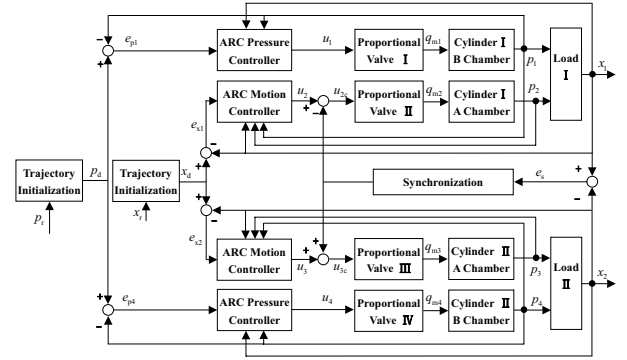 e_p1
ARC Pressure
Controller
u_1
Proportional
Valve Ⅰ
q_m1
Cylinder Ⅰ
B Chamber
p_1
Load
Ⅰ
x_1
ARC Motion
Controller
u_2
u_2c
Proportional
Valve Ⅱ
q_m2
Cylinder Ⅰ
A Chamber
p_2
e_x1
Trajectory
Initialization
p_d
p_r
Trajectory
Initialization
x_d
x_r
Synchronization
e_s
e_x2
ARC Motion
Controller
u_3
u_3c
Proportional
Valve Ⅲ
q_m3
Cylinder Ⅱ
A Chamber
p_3
Load
Ⅱ
x_2
e_p4
ARC Pressure
Controller
u_4
Proportional
Valve Ⅳ
q_m4
Cylinder Ⅱ
B Chamber
p_4